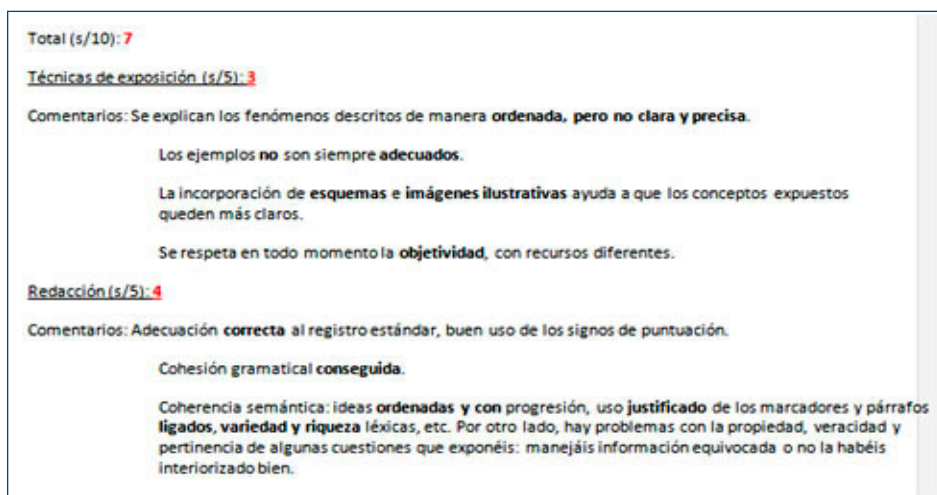 Total (s/10): 7
Técnicas de exposición (s/5): 3
Comentarios: Se explican los fenómenos descritos de manera ordenada, pero no clara y precisa.
Los ejemplos no son siempre adecuados.
La incorporación de esquemas e imágenes ilustrativas ayuda a que los conceptos expuestos
queden más claros.
Se respeta en todo momento la objetividad, con recursos diferentes.
Redacción (s/5): 4
Comentarios: Adecuación correcta al registro estándar, buen uso de los signos de puntuación.
Cohesión gramatical conseguida.
Coherencia semántica: ideas ordenadas y con progresión, uso justificado de los marcadores y párrafos
ligados, variedad y riqueza léxicas, etc. Por otro lado, hay problemas con la propiedad, veracidad y
pertinencia de algunas cuestiones que exponéis: manejáis información equivocada o no la habéis
interiorizado bien.